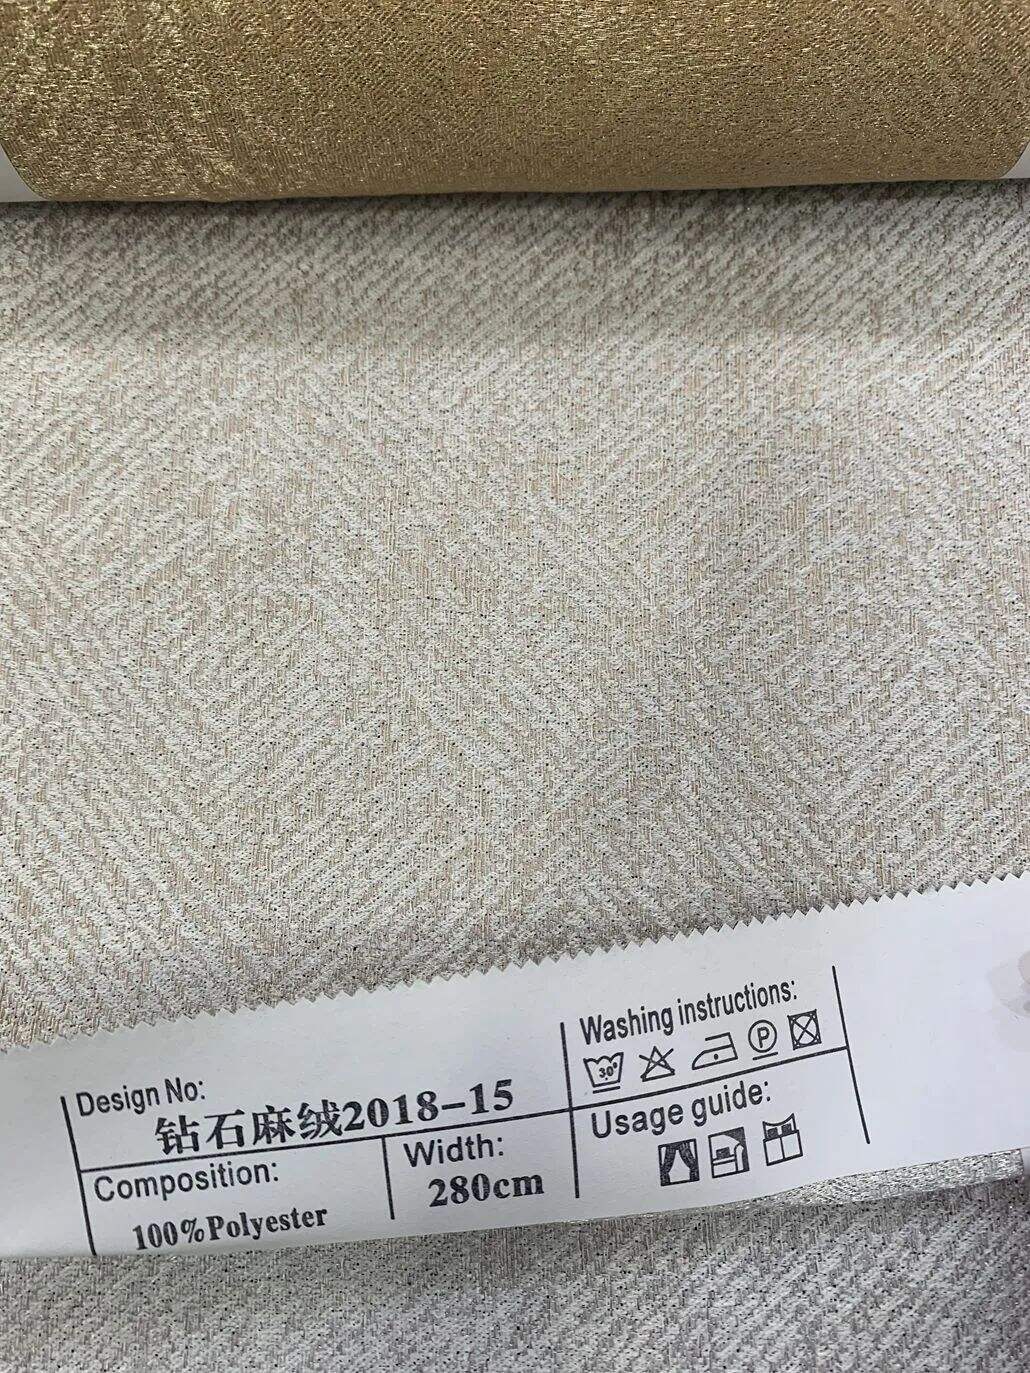 Design No:
钻石麻绒2018-15
Composition:
100%Polyester
Width:
280cm
Washing instructions:
30°
P
Usage guide: